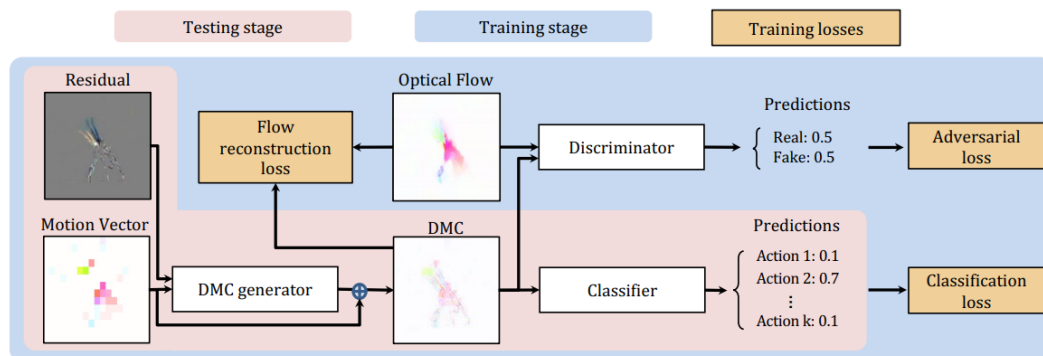 Testing stage
Training stage
Training losses
Residual
Optical Flow
Predictions
Flow
reconstruction
loss
Discriminator
Real: 0.5
Fake: 0.5
Adversarial
loss
Motion Vector
DMC
Predictions
DMC generator
Classifier
Action 1: 0.1
Action 2: 0.7
⋮
Action k: 0.1
Classification
loss